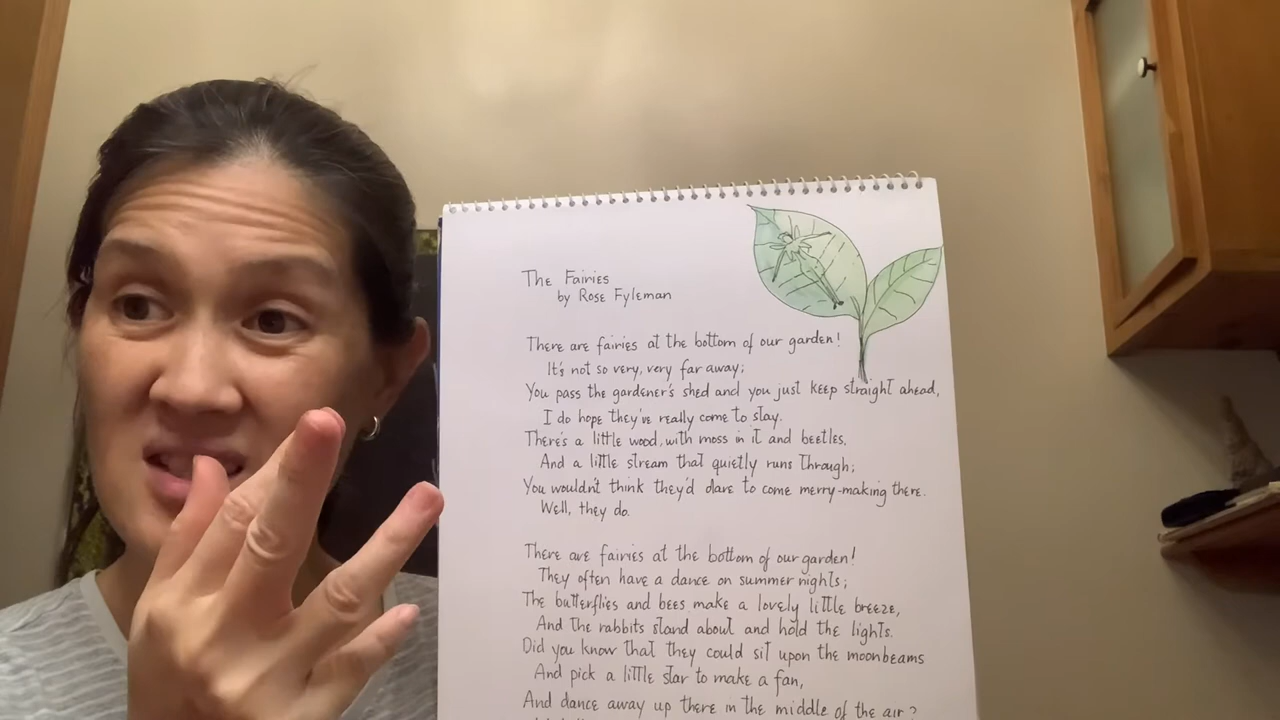 The Fairies
by Rose Fyleman
There are fairies at the bottom of our garden!
It's not so very, very far away;
You pass the gardener's shed and you just keep straight ahead,
I do hope they've really come to stay.
There's a little wood, with moss in it and beetles,
And a little stream that quietly runs through;
You wouldn't think they'd dare to come merry-making there.
Well, they do.
There are fairies at the bottom of our garden!
They often have a dance on summer nights;
The butterflies and bees make a lovely little breeze,
And the rabbits stand about and hold the lights.
Did you know that they could sit upon the moonbeams
And pick a little star to make a fan,
And dance away up there in the middle of the air?